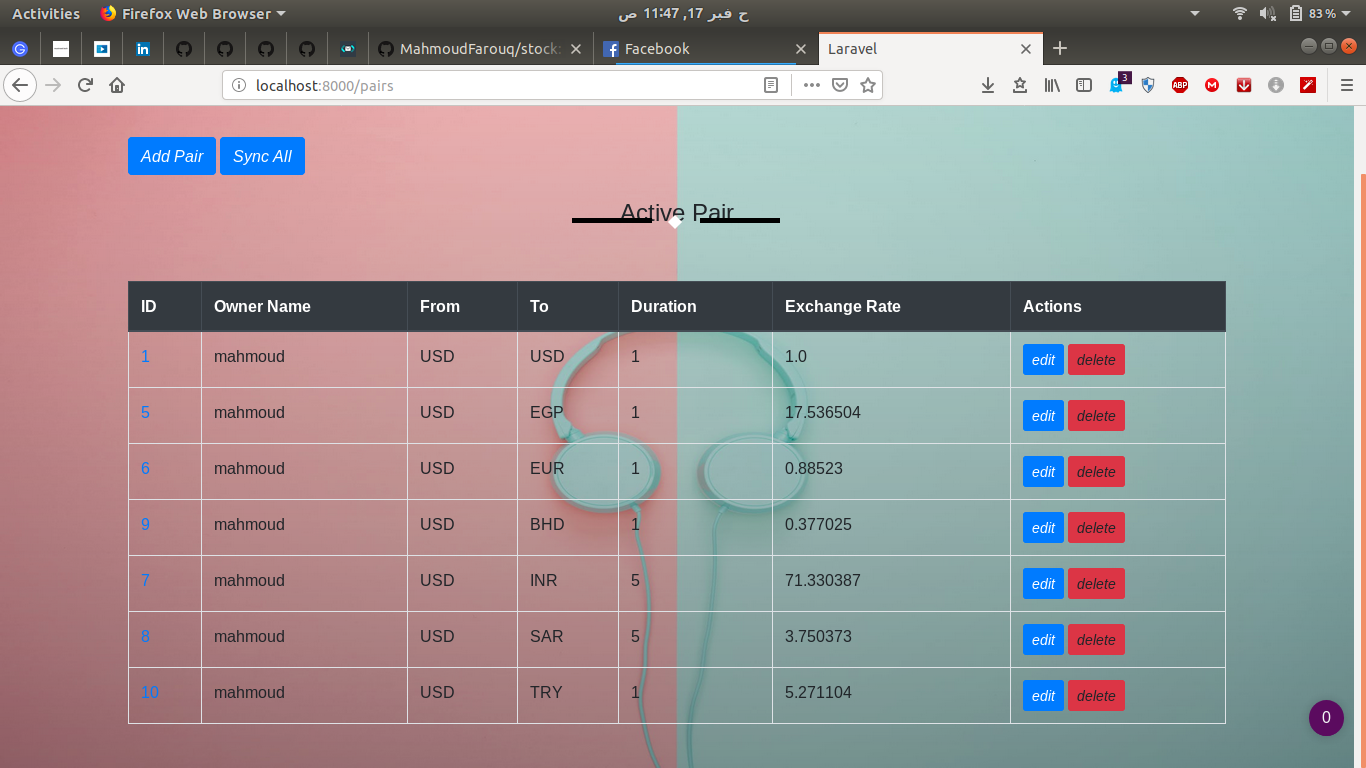 Activities Firefox Web Browser ح فبر 17, 11:47 ص 83 %
MahmoudFarouq/stock Facebook Laravel
localhost:8000/pairs 3 ABP
Add Pair Sync All
Active Pair
ID Owner Name From To Duration Exchange Rate Actions
1 mahmoud USD USD 1 1.0 edit delete
5 mahmoud USD EGP 1 17.536504 edit delete
6 mahmoud USD EUR 1 0.88523 edit delete
9 mahmoud USD BHD 1 0.377025 edit delete
7 mahmoud USD INR 5 71.330387 edit delete
8 mahmoud USD SAR 5 3.750373 edit delete
10 mahmoud USD TRY 1 5.271104 edit delete
0